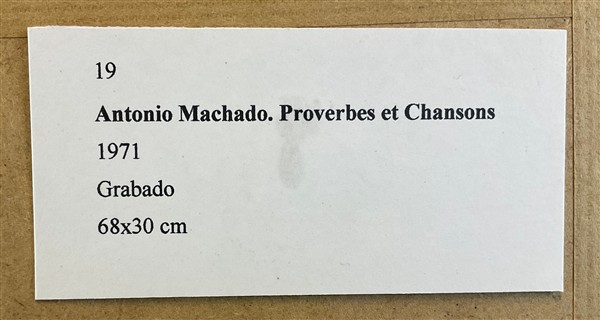 19
Antonio Machado. Proverbes et Chansons
1971
Grabado
68x30 cm